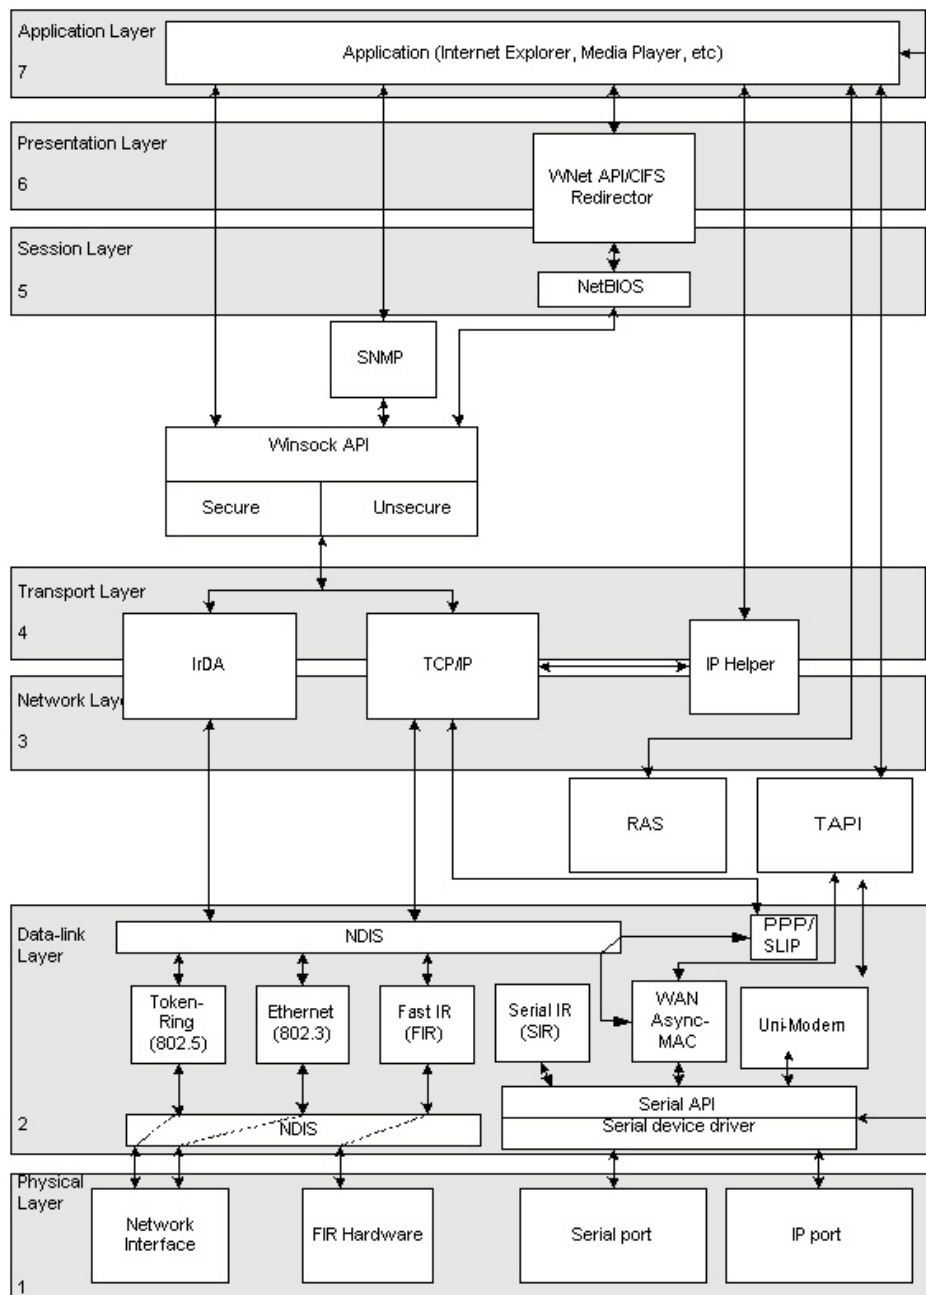 Application Layer
7
Application (Internet Explorer, Media Player, etc)
Presentation Layer
6
WNet API/CIFS
Redirector
Session Layer
5
NetBIOS
SNMP
Winsock API
Secure
Unsecure
Transport Layer
4
IrDA
TCP/IP
IP Helper
Network Laye
3
RAS
TAPI
Data-link
Layer
2
NDIS
PPP/
SLIP
Token-
Ring
(802.5)
Ethernet
(802.3)
Fast IR
(FIR)
Serial IR
(SIR)
WAN
Async-
MAC
Uni-Modem
NDIS
Serial API
Serial device driver
Physical
Layer
1
Network
Interface
FIR Hardware
Serial port
IP port